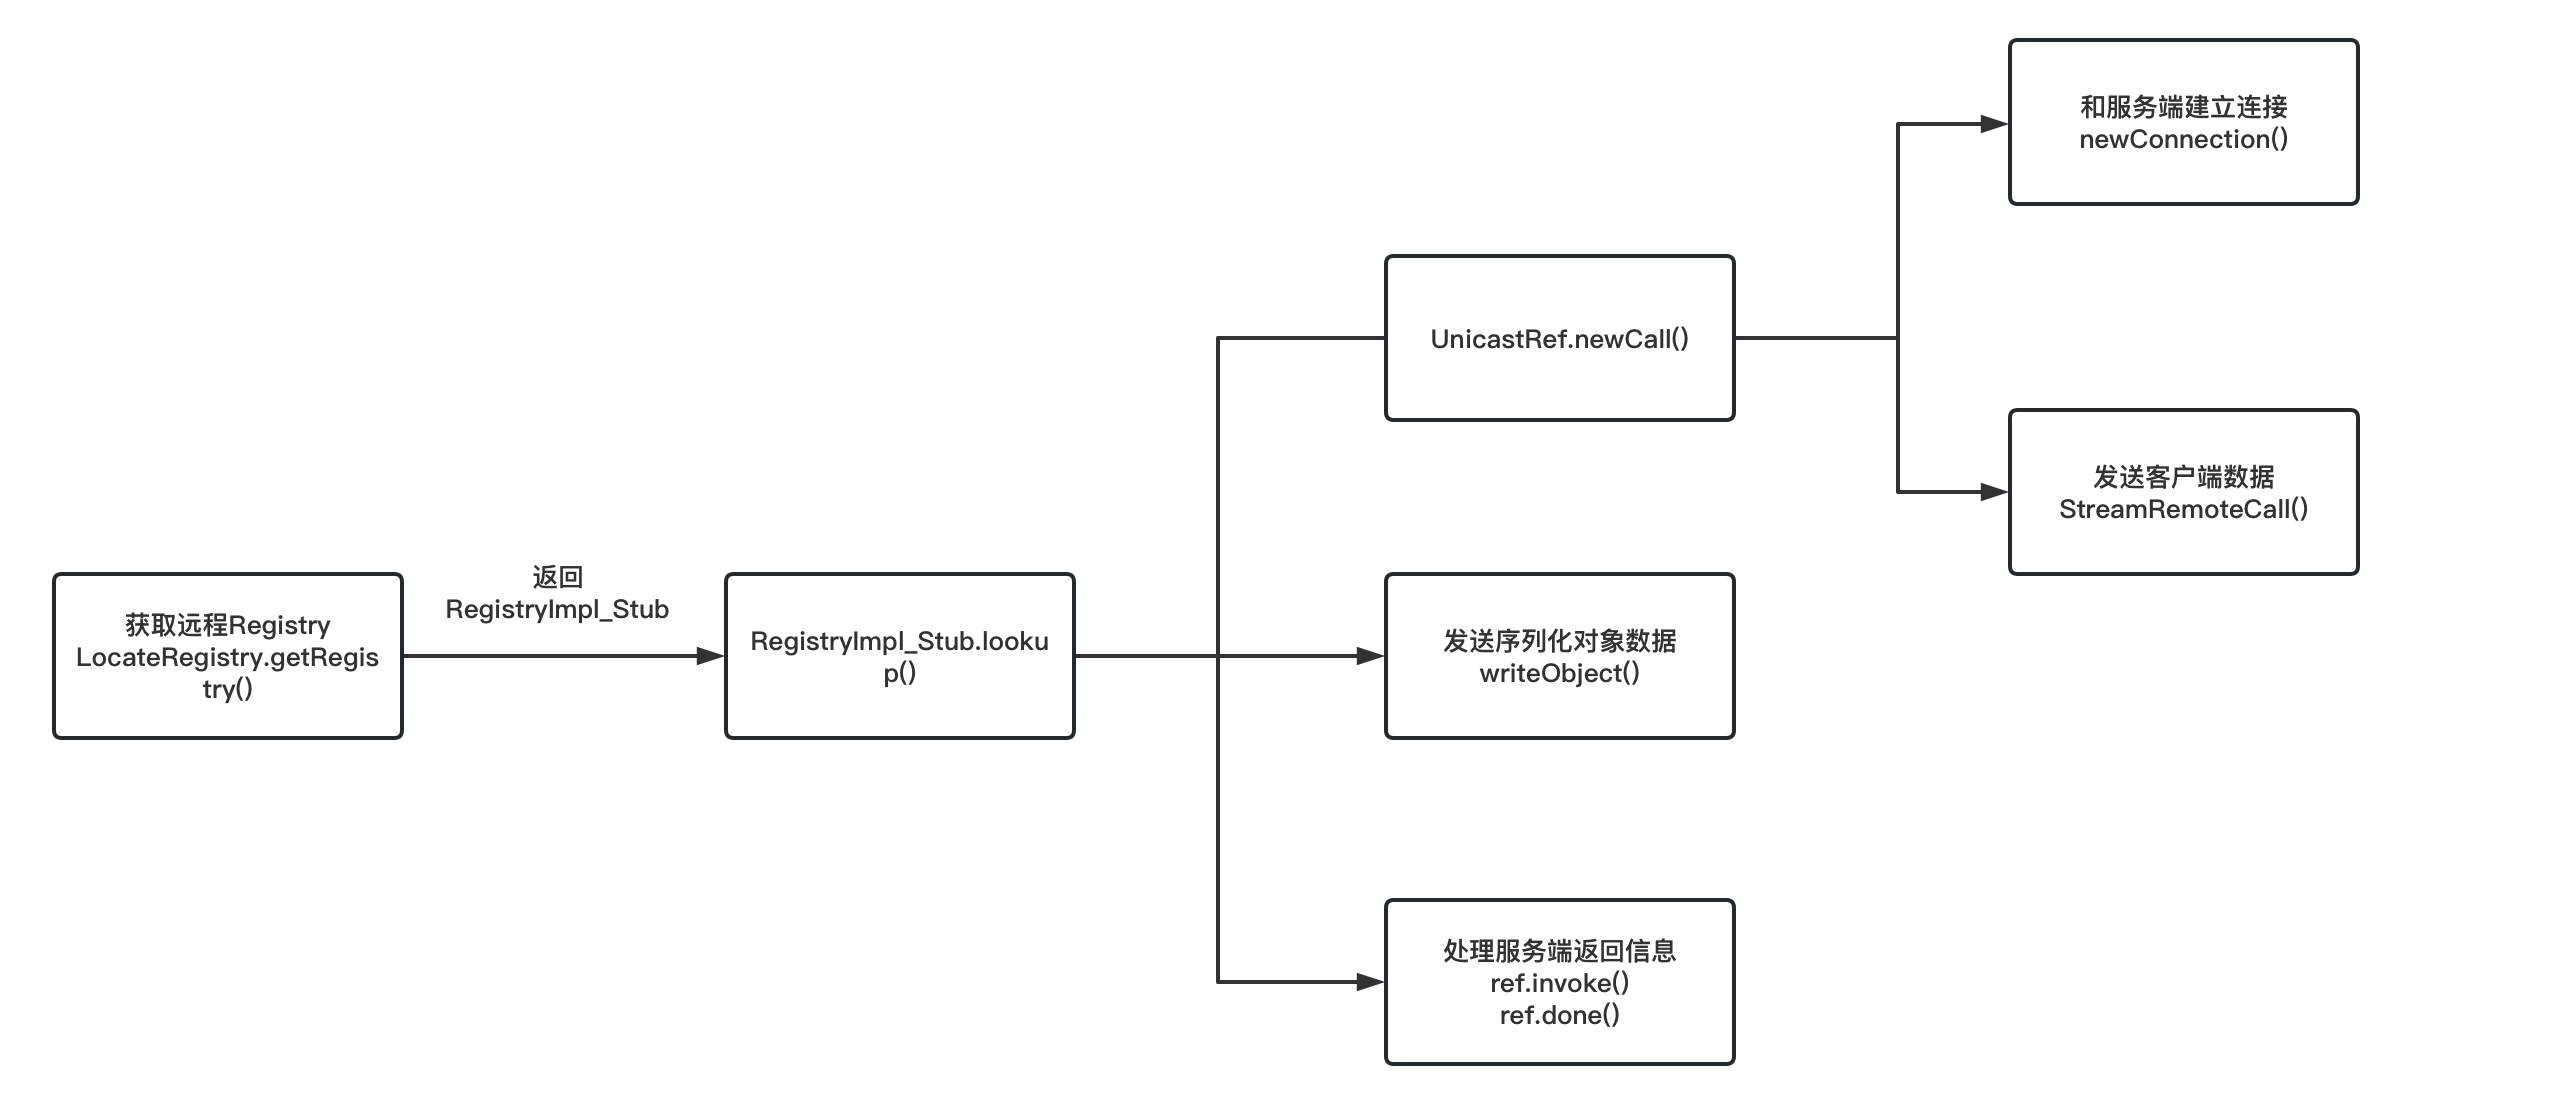 和服务端建立连接
newConnection()
UnicastRef.newCall()
发送客户端数据
StreamRemoteCall()
获取远程Registry
LocateRegistry.getRegis
try()
返回
RegistryImpl_Stub
RegistryImpl_Stub.looku
p()
发送序列化对象数据
writeObject()
处理服务端返回信息
ref.invoke()
ref.done()